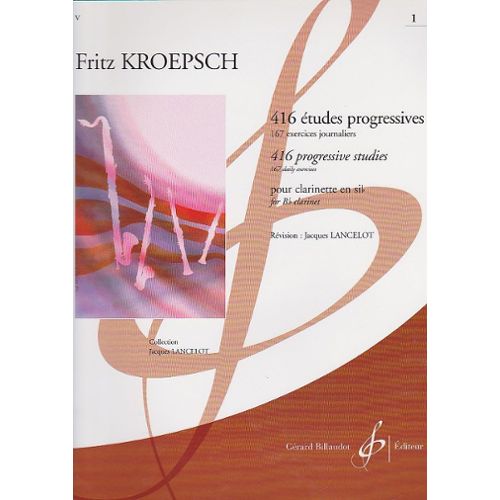 V
1
Fritz KROEPSCH
416 études progressives
167 exercices journaliers
416 progressive studies
167 daily exercises
pour clarinette en si♭
for B♭ clarinet
Révision : Jacques LANCELOT
Collection
Jacques LANCELOT
Gérard Billaudot Éditeur